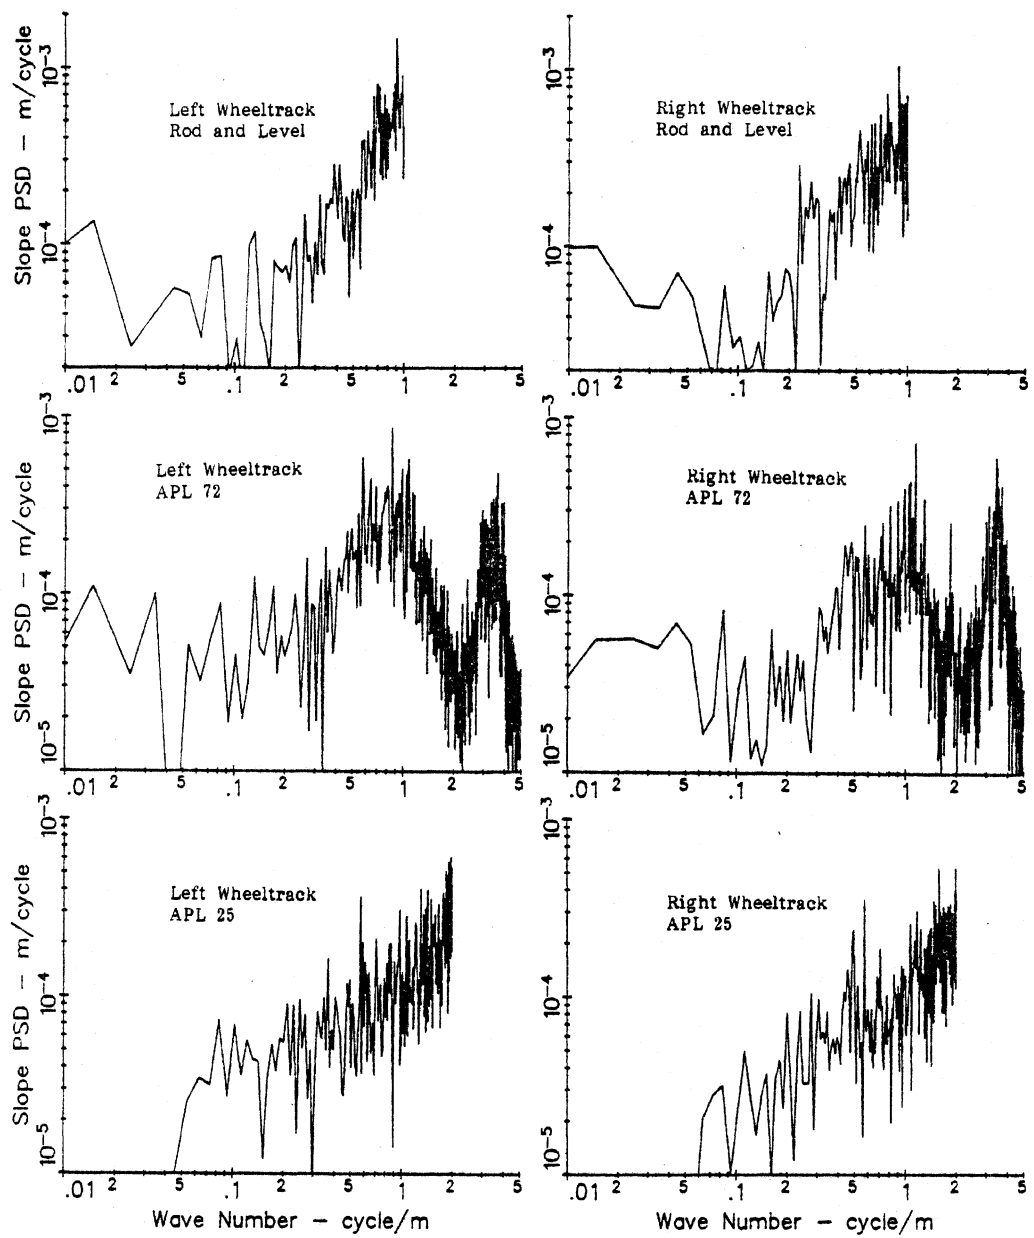 Slope PSD – m/cycle
10⁻³
10⁻⁴
Left Wheeltrack
Rod and Level
.01 2 5 .1 2 5 1 2 5
10⁻³
10⁻⁴
Right Wheeltrack
Rod and Level
.01 2 5 .1 2 5 1 2 5
Slope PSD – m/cycle
10⁻³
10⁻⁴
10⁻⁵
Left Wheeltrack
APL 72
.01 2 5 .1 2 5 1 2 5
10⁻³
10⁻⁴
10⁻⁵
Right Wheeltrack
APL 72
.01 2 5 .1 2 5 1 2 5
Slope PSD – m/cycle
10⁻³
10⁻⁴
10⁻⁵
Left Wheeltrack
APL 25
.01 2 5 .1 2 5 1 2 5
Wave Number – cycle/m
10⁻³
10⁻⁴
10⁻⁵
Right Wheeltrack
APL 25
.01 2 5 .1 2 5 1 2 5
Wave Number – cycle/m